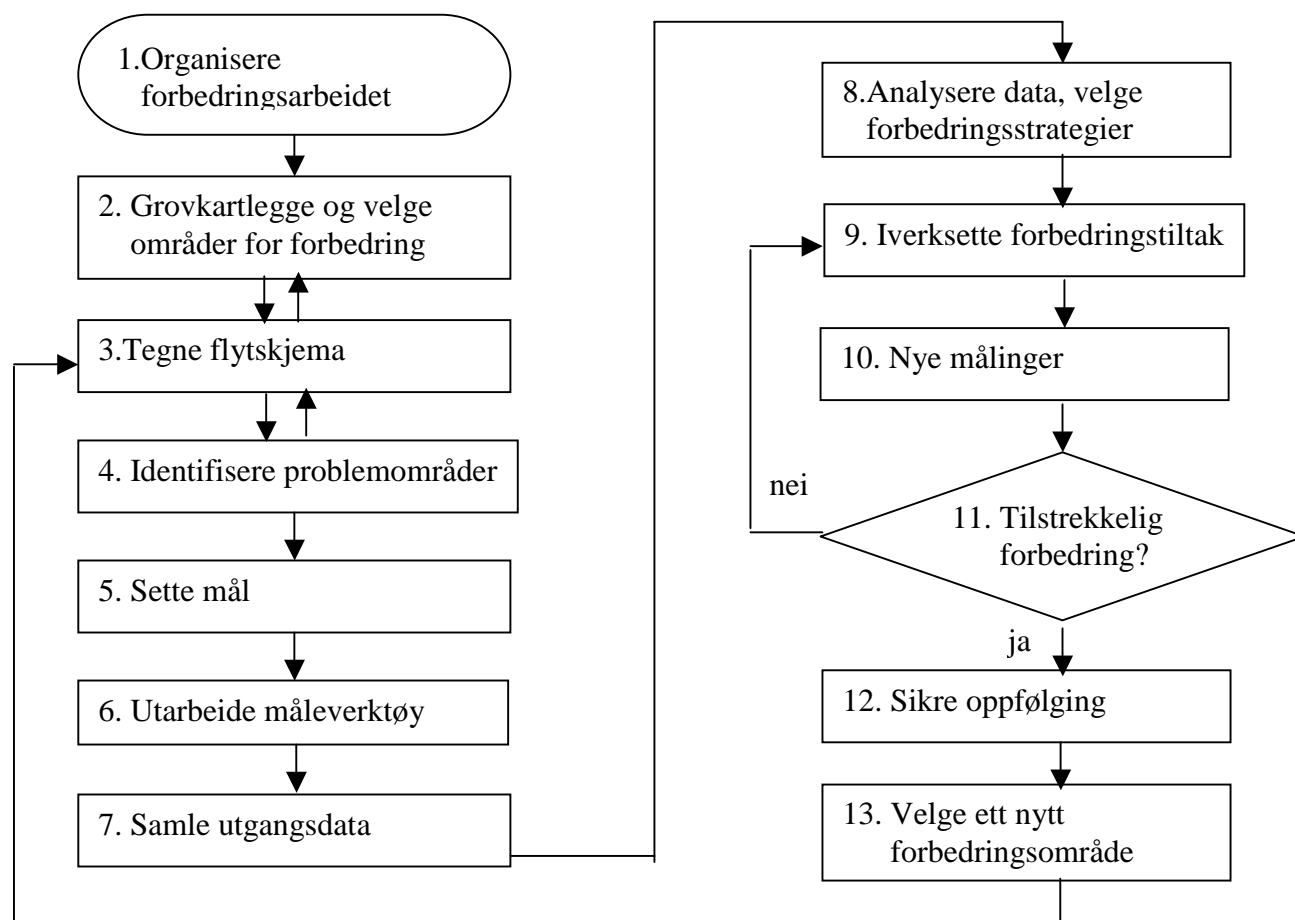 1.Organisere
forbedringsarbeidet
2. Grovkartlegge og velge
områder for forbedring
3.Tegne flytskjema
4. Identifisere problemområder
5. Sette mål
6. Utarbeide måleverktøy
7. Samle utgangsdata
8.Analysere data, velge
forbedringsstrategier
9. Iverksette forbedringstiltak
10. Nye målinger
nei
11. Tilstrekkelig
forbedring?
ja
12. Sikre oppfølging
13. Velge ett nytt
forbedringsområde